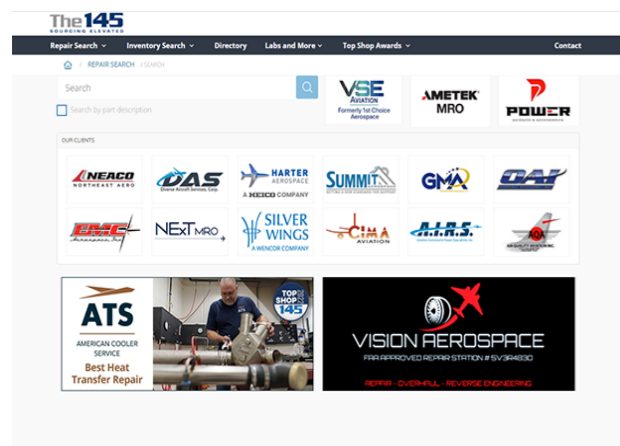 The145
SOURCING ELEVATED
Repair Search Inventory Search Directory Labs and More Top Shop Awards Contact
/ REPAIR SEARCH / SEARCH
Search
Search by part description
VSE
AVIATION
Formerly 1st Choice
Aerospace
AMETEK
MRO
POWER
OUR CLIENTS
NEACO
NORTHEAST AERO
DAS
Diverse Aircraft Services, Corp.
HARTER
AEROSPACE
A HEICO COMPANY
SUMMIT
GMA
OAI
EMC
Aerospace, Inc.
NExT MRO
SILVER
WINGS
A WENCOR COMPANY
CIMA
AVIATION
A.I.R.S.
AQA
ATS
AMERICAN COOLER
SERVICE
Best Heat
Transfer Repair
TOP
SHOP
145
VISION AEROSPACE
FAA APPROVED REPAIR STATION # 5V3R4830
REPAIR - OVERHAUL - REVERSE ENGINEERING